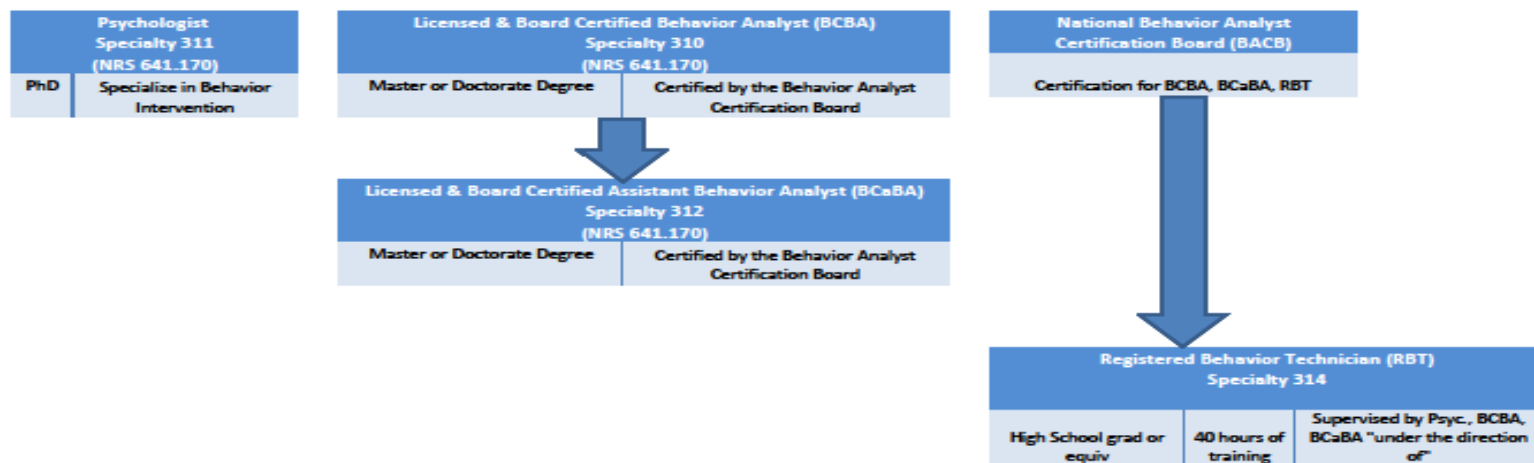 Psychologist
Specialty 311
(NRS 641.170)
PhD
Specialize in Behavior
Intervention
Licensed & Board Certified Behavior Analyst (BCBA)
Specialty 310
(NRS 641.170)
Master or Doctorate Degree
Certified by the Behavior Analyst
Certification Board
National Behavior Analyst
Certification Board (BACB)
Certification for BCBA, BCaBA, RBT
Licensed & Board Certified Assistant Behavior Analyst (BCaBA)
Specialty 312
(NRS 641.170)
Master or Doctorate Degree
Certified by the Behavior Analyst
Certification Board
Registered Behavior Technician (RBT)
Specialty 314
High School grad or
equiv
40 hours of
training
Supervised by Psyc., BCBA,
BCaBA "under the direction
of"